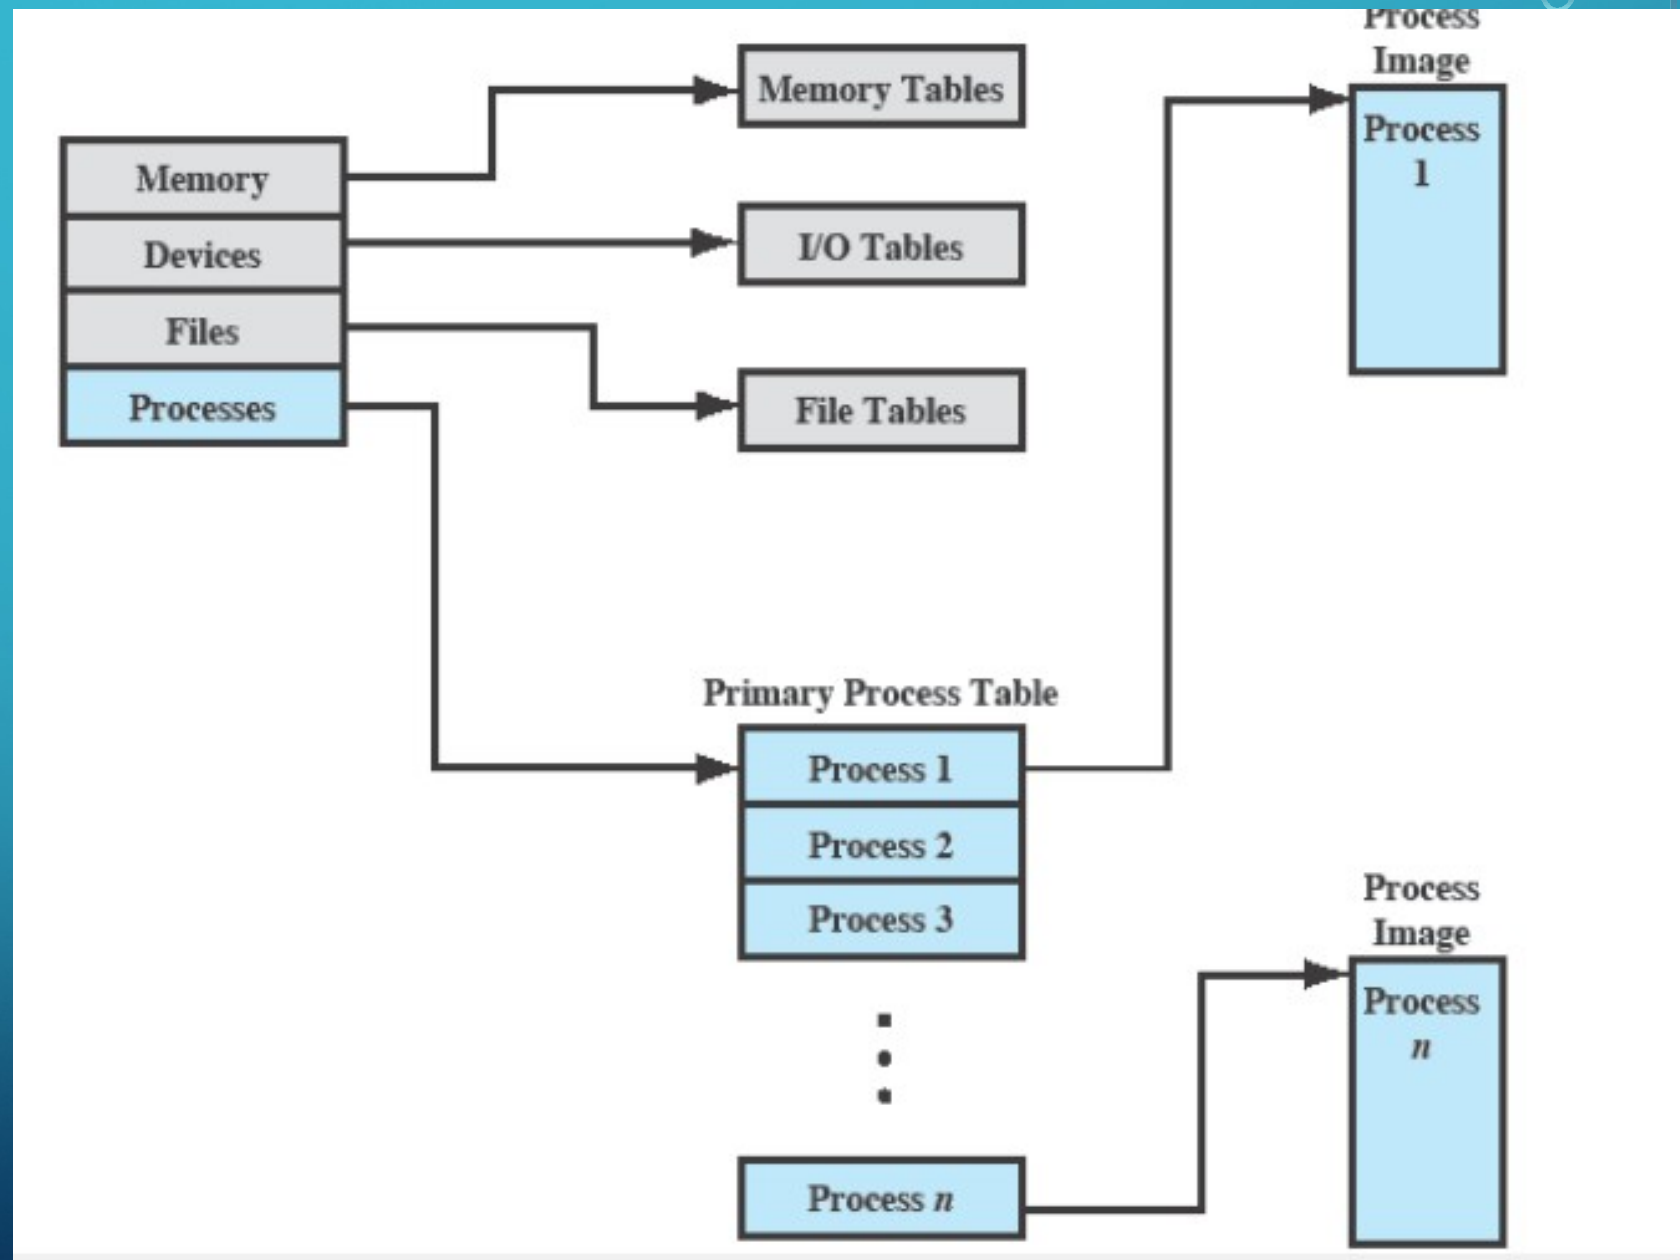 Memory
Devices
Files
Processes
Memory Tables
I/O Tables
File Tables
Primary Process Table
Process 1
Process 2
Process 3
Process n
Process
Image
Process
1
Process
Image
Process
n